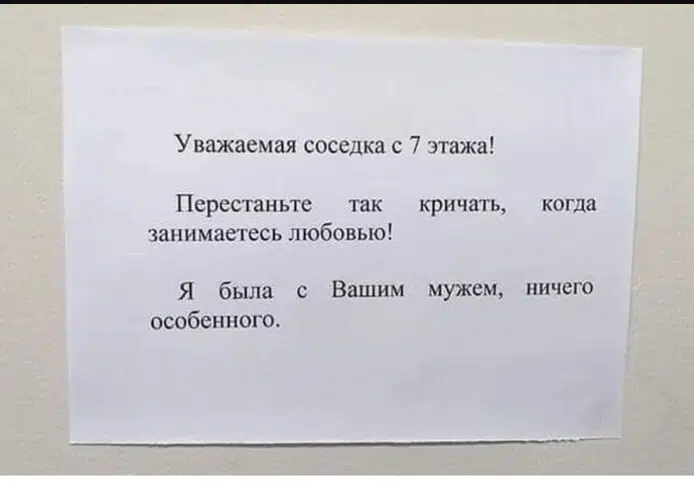 Уважаемая соседка с 7 этажа!
Перестаньте так кричать, когда
занимаетесь любовью!
Я была с Вашим мужем, ничего
особенного.